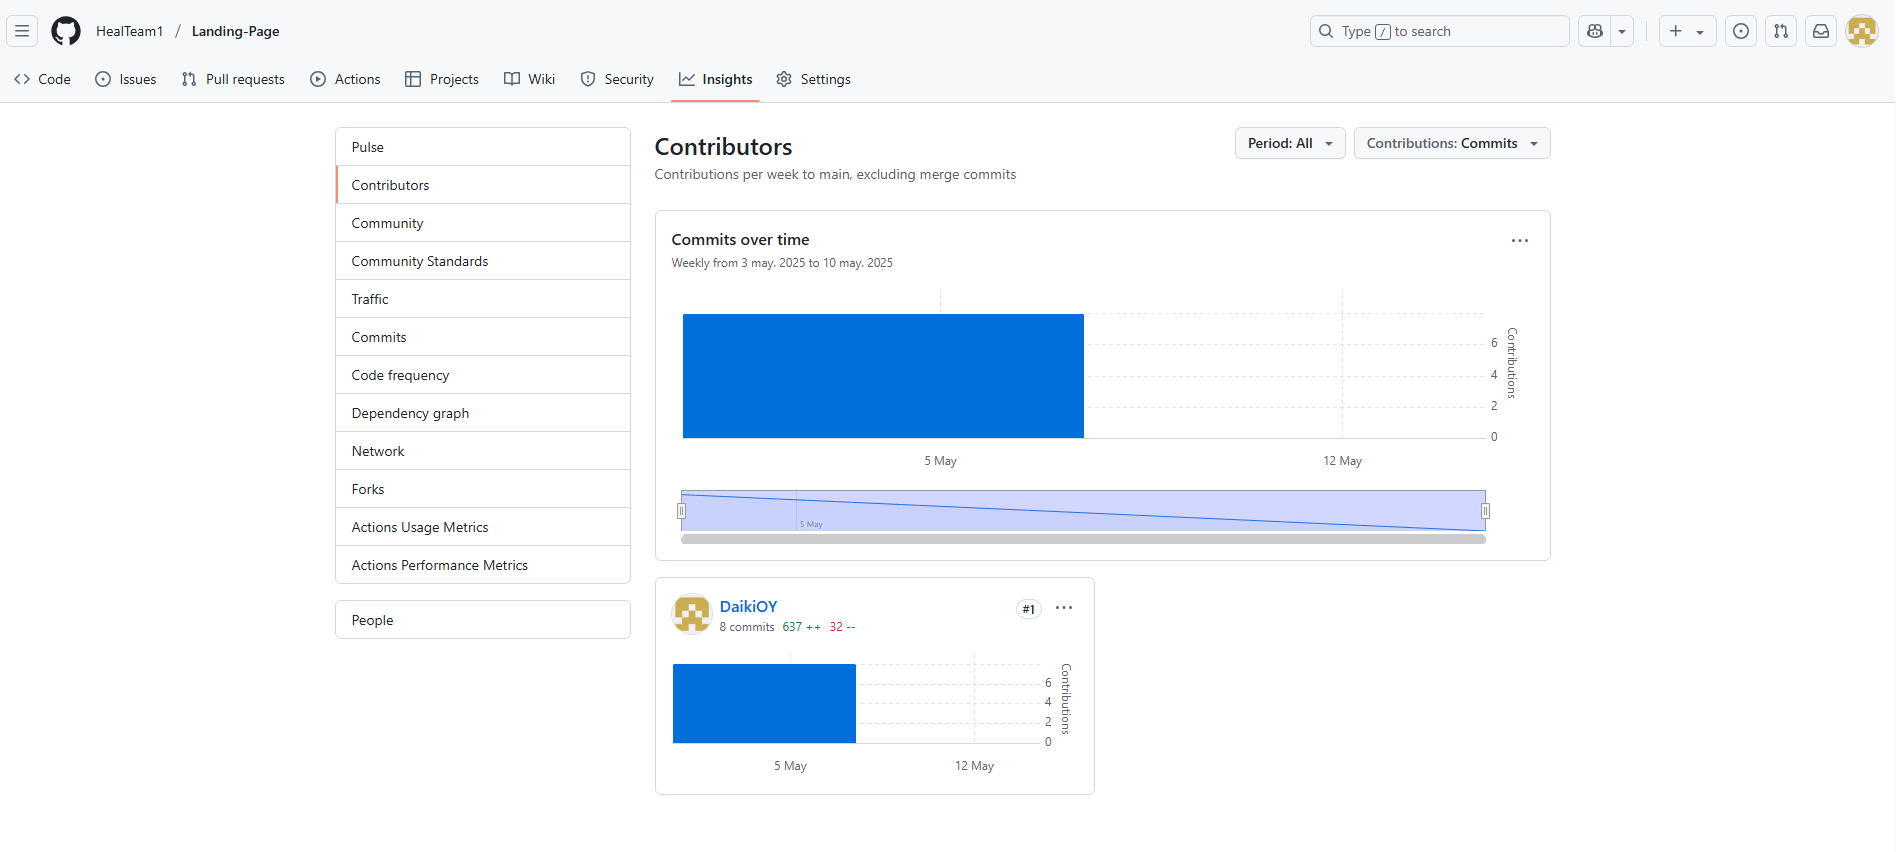 HealTeam1 / Landing-Page
Type / to search
Code
Issues
Pull requests
Actions
Projects
Wiki
Security
Insights
Settings
Pulse
Contributors
Community
Community Standards
Traffic
Commits
Code frequency
Dependency graph
Network
Forks
Actions Usage Metrics
Actions Performance Metrics
People
Contributors
Contributions per week to main, excluding merge commits
Period: All
Contributions: Commits
Commits over time
Weekly from 3 may. 2025 to 10 may. 2025
6
4
2
0
Contributions
5 May
12 May
5 May
DaikiOY
#1
8 commits 637 ++ 32 --
6
4
2
0
Contributions
5 May
12 May